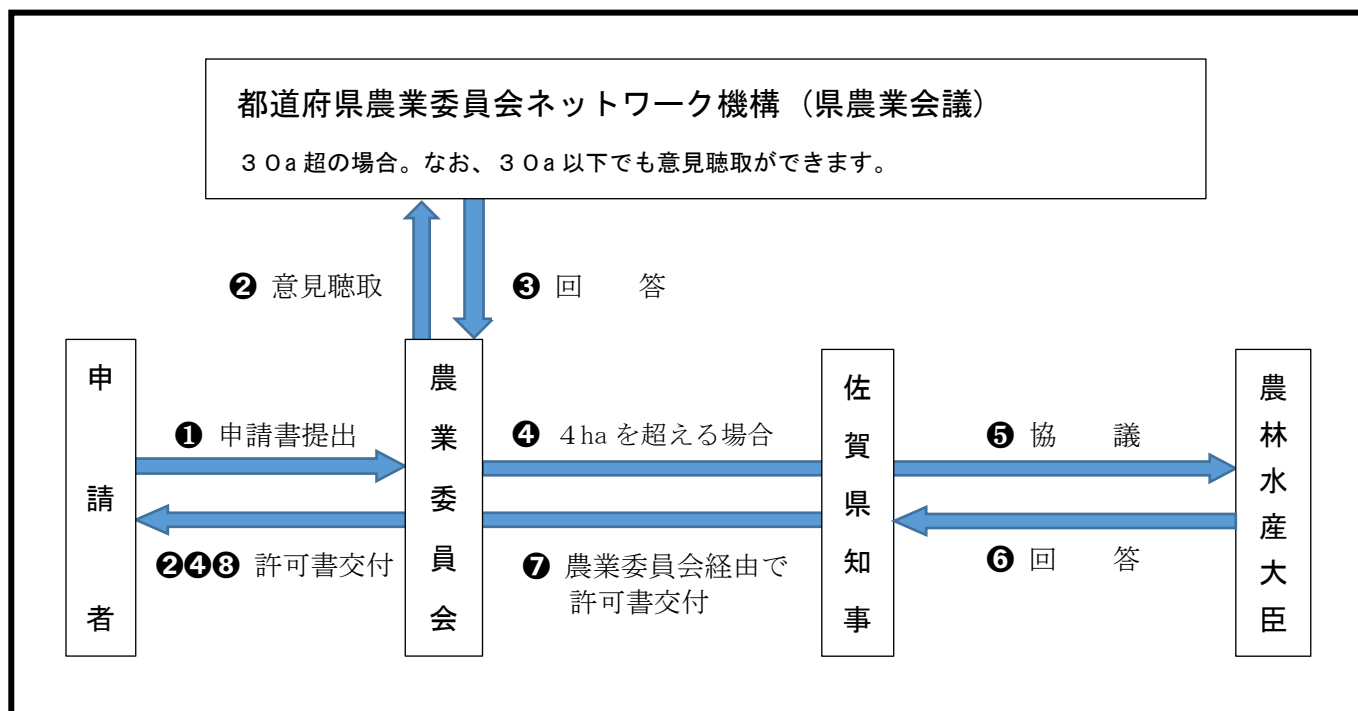 都道府県農業委員会ネットワーク機構（県農業会議）
３０a 超の場合。なお、３０a 以下でも意見聴取ができます。
❷ 意見聴取
❸ 回　　答
申請者
農業委員会
佐賀県知事
農林水産大臣
❶ 申請書提出
❹ ４ha を超える場合
❺ 協　　議
❷❹❽ 許可書交付
❼ 農業委員会経由で
許可書交付
❻ 回　　答